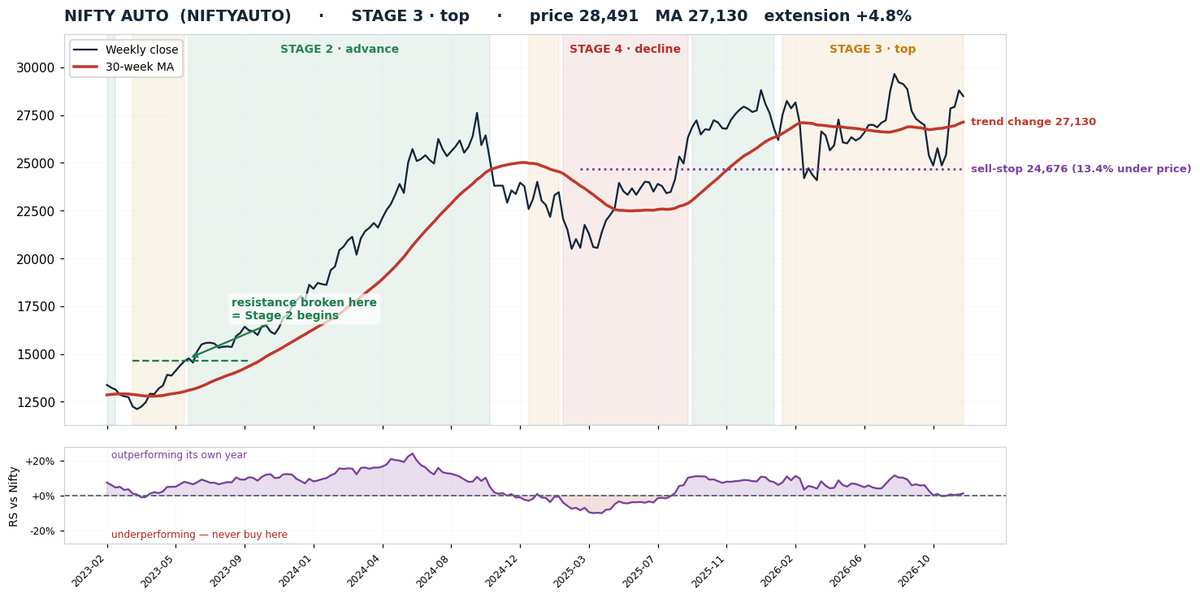 NIFTY AUTO (NIFTYAUTO) · STAGE 3 · top · price 28,491 MA 27,130 extension +4.8%
Weekly close
30-week MA
STAGE 2 · advance
STAGE 4 · decline
STAGE 3 · top
30000
27500
25000
22500
20000
17500
15000
12500
trend change 27,130
sell-stop 24,676 (13.4% under price)
resistance broken here
= Stage 2 begins
RS vs Nifty
+20%
+0%
-20%
outperforming its own year
underperforming — never buy here
2023-02
2023-05
2023-09
2024-01
2024-04
2024-08
2024-12
2025-03
2025-07
2025-11
2026-02
2026-06
2026-10